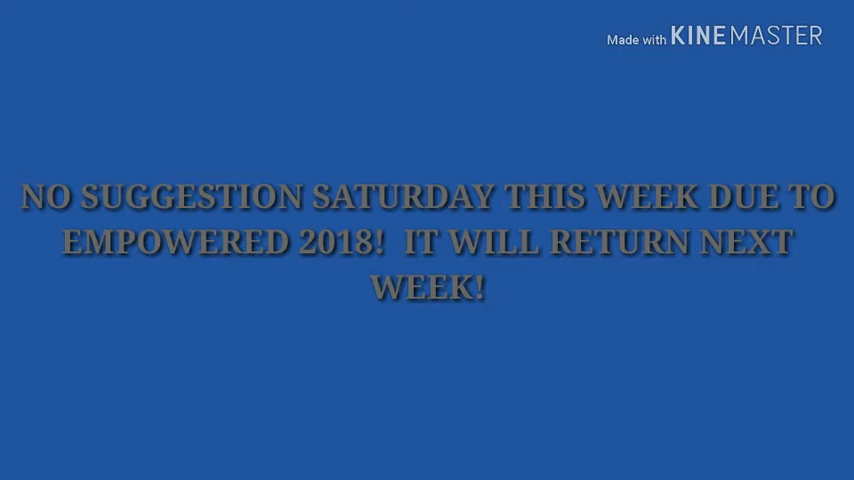 Made with KINEMASTER
NO SUGGESTION SATURDAY THIS WEEK DUE TO
EMPOWERED 2018! IT WILL RETURN NEXT
WEEK!